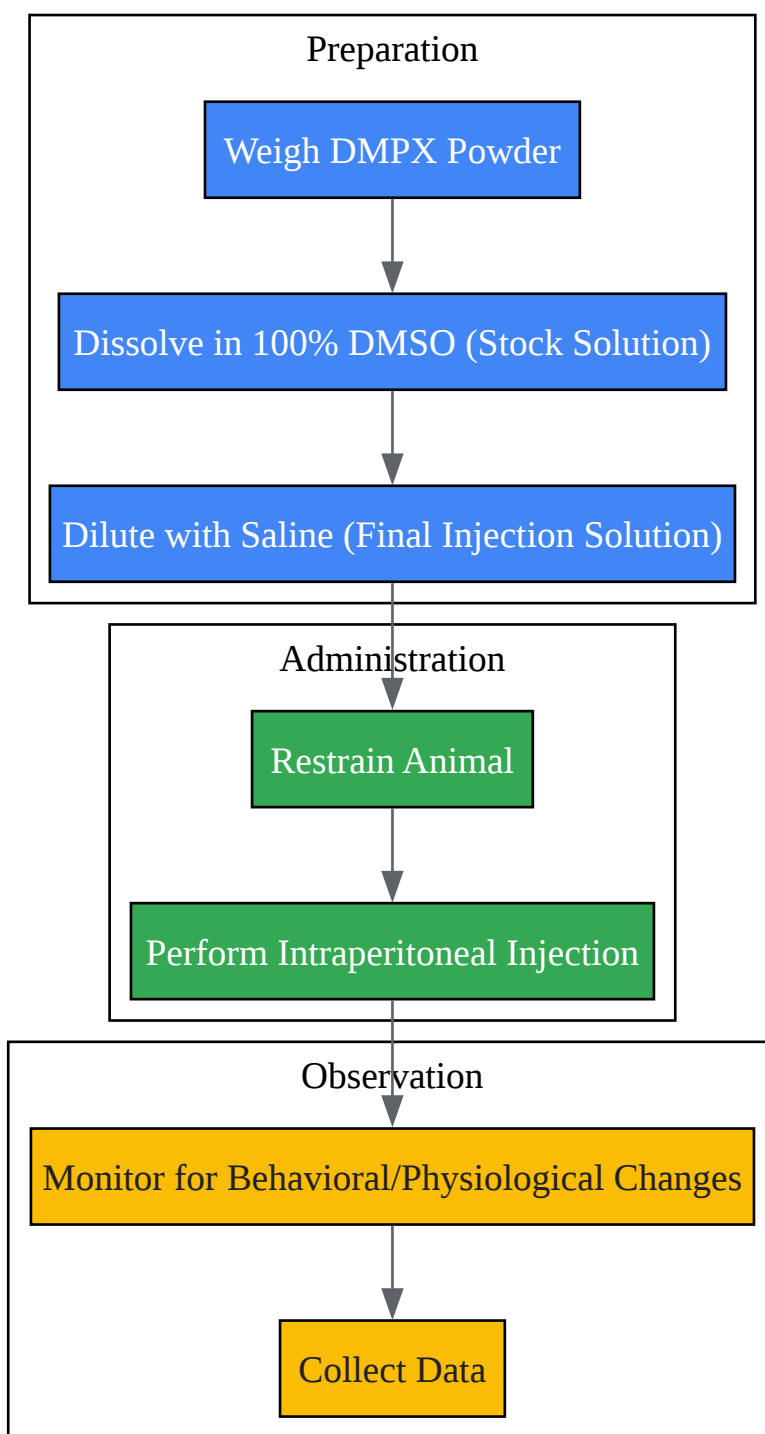 Preparation
Weigh DMPX Powder
Dissolve in 100% DMSO (Stock Solution)
Dilute with Saline (Final Injection Solution)
Administration
Restrain Animal
Perform Intraperitoneal Injection
Observation
Monitor for Behavioral/Physiological Changes
Collect Data